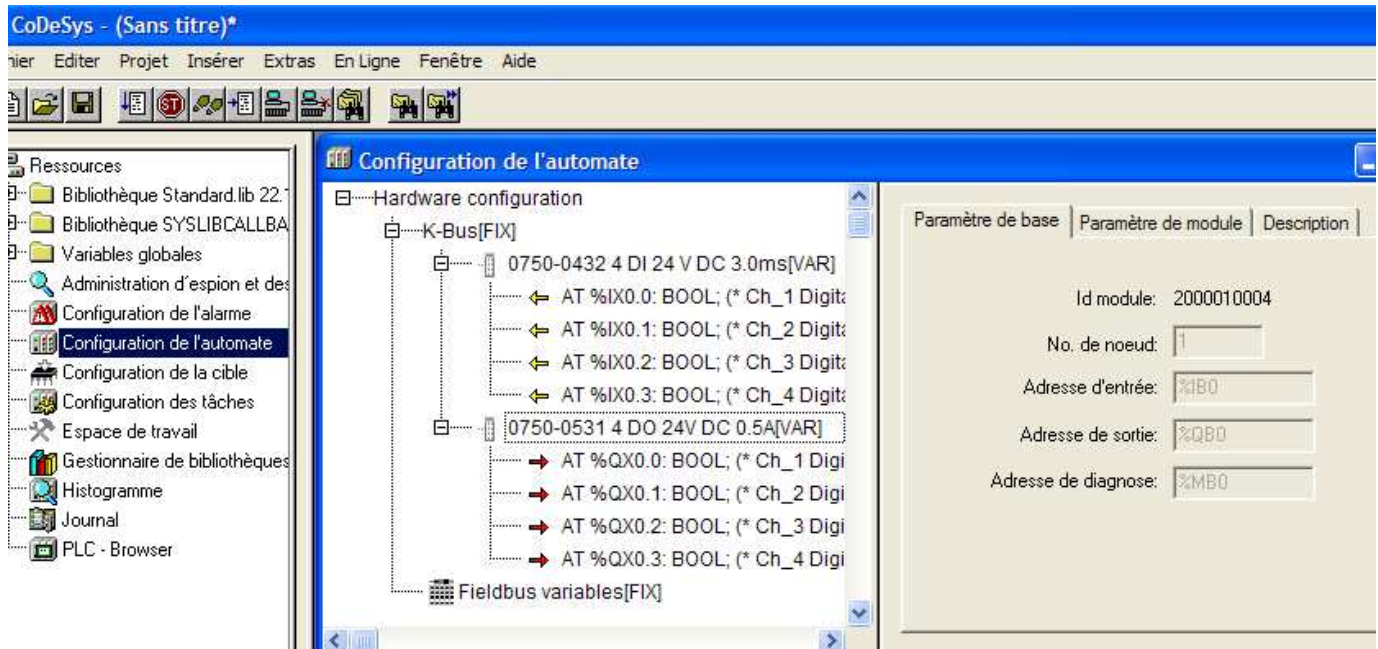 CoDeSys - (Sans titre)*
Editer Projet Insérer Extras En Ligne Fenêtre Aide
ST
Ressources
Bibliothèque Standard.lib 22.
Bibliothèque SYSLIBCALLBA
Variables globales
Administration d'espion et des
Configuration de l'alarme
Configuration de l'automate
Configuration de la cible
Configuration des tâches
Espace de travail
Gestionnaire de bibliothèques
Histogramme
Journal
PLC - Browser
Configuration de l'automate
Hardware configuration
K-Bus[FIX]
0750-0432 4 DI 24 V DC 3.0ms[VAR]
AT %IX0.0: BOOL; (* Ch_1 Digita
AT %IX0.1: BOOL; (* Ch_2 Digita
AT %IX0.2: BOOL; (* Ch_3 Digita
AT %IX0.3: BOOL; (* Ch_4 Digita
0750-0531 4 DO 24V DC 0.5A[VAR]
AT %QX0.0: BOOL; (* Ch_1 Digi
AT %QX0.1: BOOL; (* Ch_2 Digi
AT %QX0.2: BOOL; (* Ch_3 Digi
AT %QX0.3: BOOL; (* Ch_4 Digi
Fieldbus variables[FIX]
Paramètre de base Paramètre de module Description
Id module: 2000010004
No. de noeud: 1
Adresse d'entrée: %IB0
Adresse de sortie: %QB0
Adresse de diagnose: %MB0